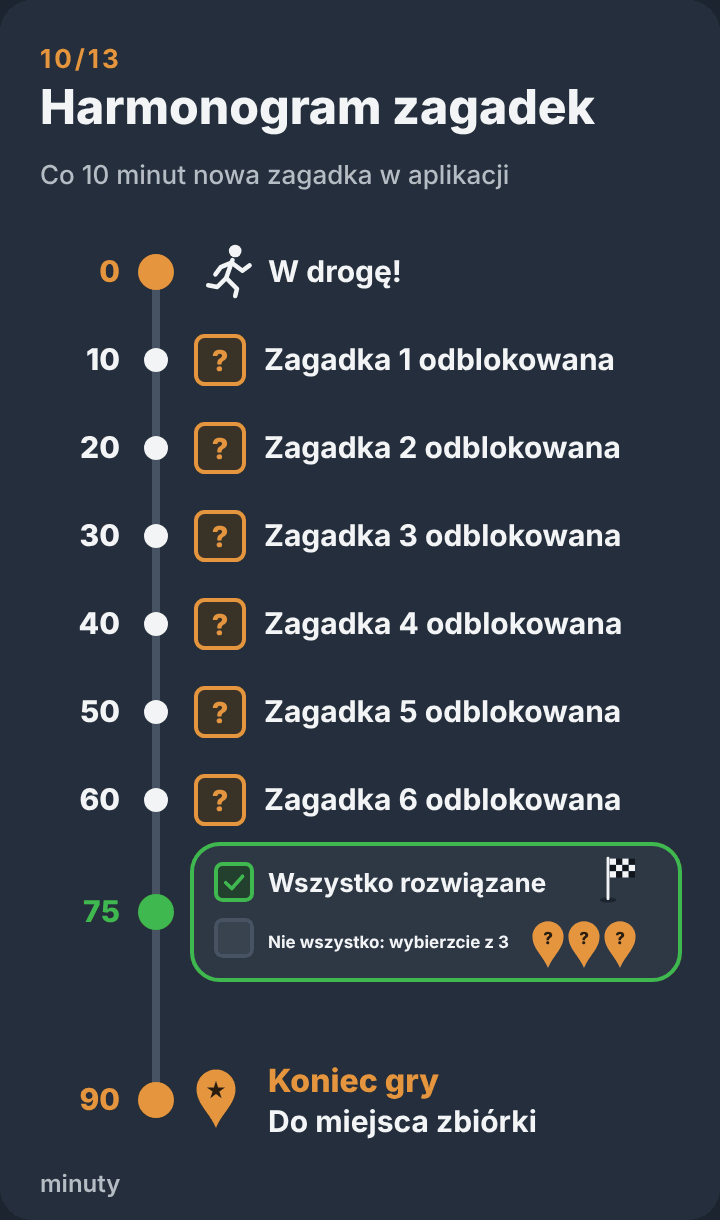 10/13
Harmonogram zagadek
Co 10 minut nowa zagadka w aplikacji
0 W drogę!
10 ? Zagadka 1 odblokowana
20 ? Zagadka 2 odblokowana
30 ? Zagadka 3 odblokowana
40 ? Zagadka 4 odblokowana
50 ? Zagadka 5 odblokowana
60 ? Zagadka 6 odblokowana
75
Wszystko rozwiązane
Nie wszystko: wybierzcie z 3 ? ? ?
90
Koniec gry
Do miejsca zbiórki
minuty